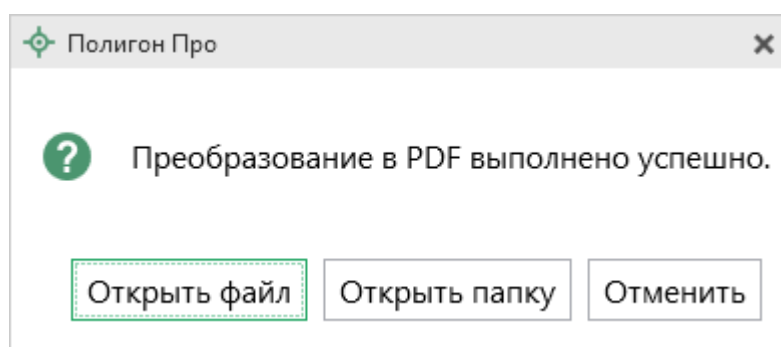 Полигон Про
Преобразование в PDF выполнено успешно.
Открыть файл Открыть папку Отменить